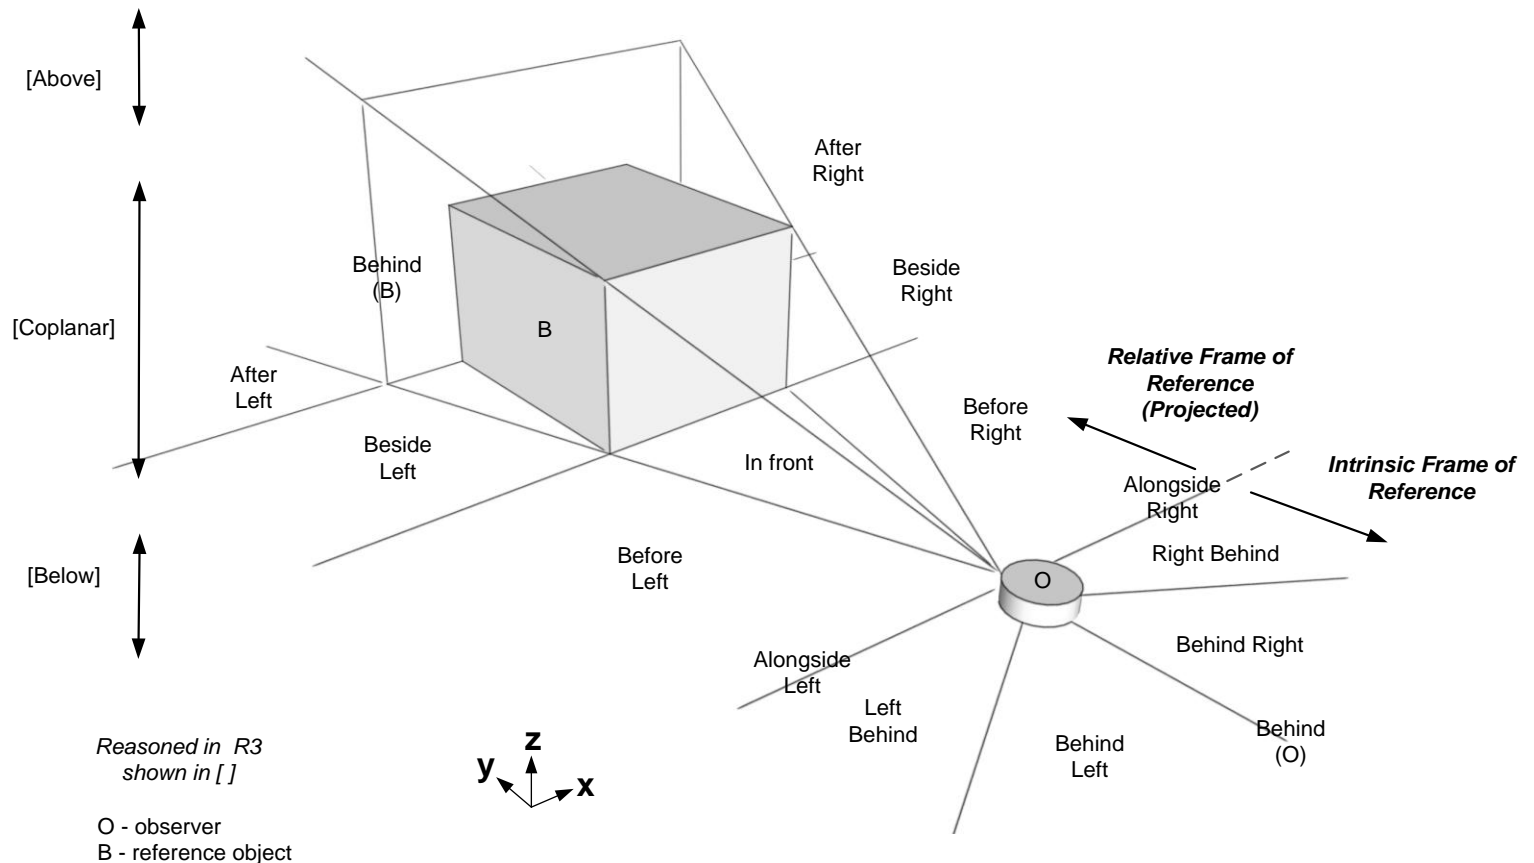 [Above]
After
Right
Behind
(B)
Beside
Right
[Coplanar]
B
After
Left
Relative Frame of
Reference
(Projected)
Before
Right
Beside
Left
In front
Intrinsic Frame of
Reference
Alongside
Right
Before
Left
[Below]
Right Behind
O
Behind Right
Alongside
Left
Left
Behind
Behind
(O)
Behind
Left
Reasoned in R3
shown in [ ]
z
y
x
O - observer
B - reference object